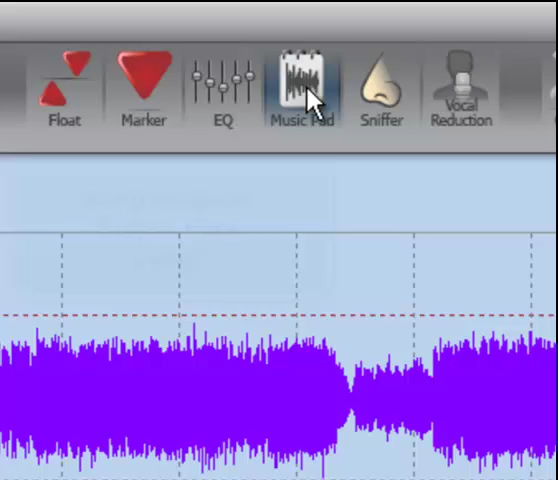 Float
Marker
EQ
Music Pad
Sniffer
Vocal
Reduction